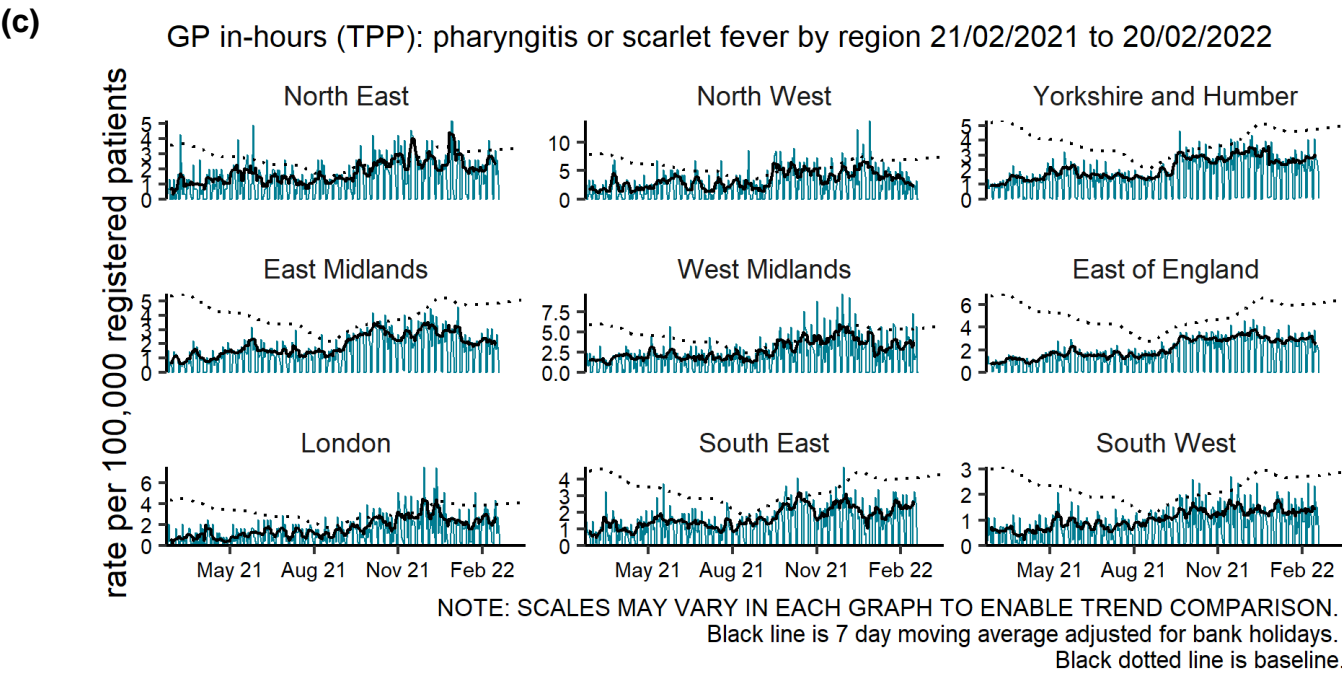 (c)
GP in-hours (TPP): pharyngitis or scarlet fever by region 21/02/2021 to 20/02/2022
rate per 100,000 registered patients
North East
5
4
3
2
1
0
North West
10
5
0
Yorkshire and Humber
5
4
3
2
1
0
East Midlands
5
4
3
2
1
0
West Midlands
7.5
5.0
2.5
0.0
East of England
6
4
2
0
London
6
4
2
0
South East
4
3
2
1
0
South West
3
2
1
0
May 21 Aug 21 Nov 21 Feb 22
May 21 Aug 21 Nov 21 Feb 22
May 21 Aug 21 Nov 21 Feb 22
NOTE: SCALES MAY VARY IN EACH GRAPH TO ENABLE TREND COMPARISON.
Black line is 7 day moving average adjusted for bank holidays.
Black dotted line is baseline.